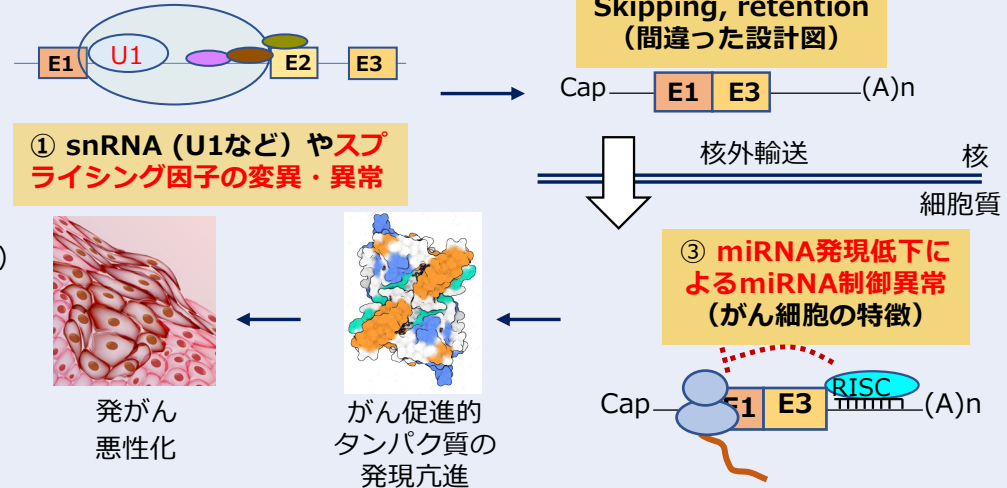 Skipping, retention
（間違った設計図）
E1
U1
E2
E3
Cap
E1
E3
(A)n
① snRNA (U1など）やスプ
ライシング因子の変異・異常
核外輸送
核
細胞質
)
③ miRNA発現低下に
よるmiRNA制御異常
（がん細胞の特徴）
RISC
Cap
E1
E3
(A)n
発がん
悪性化
がん促進的
タンパク質の
発現亢進